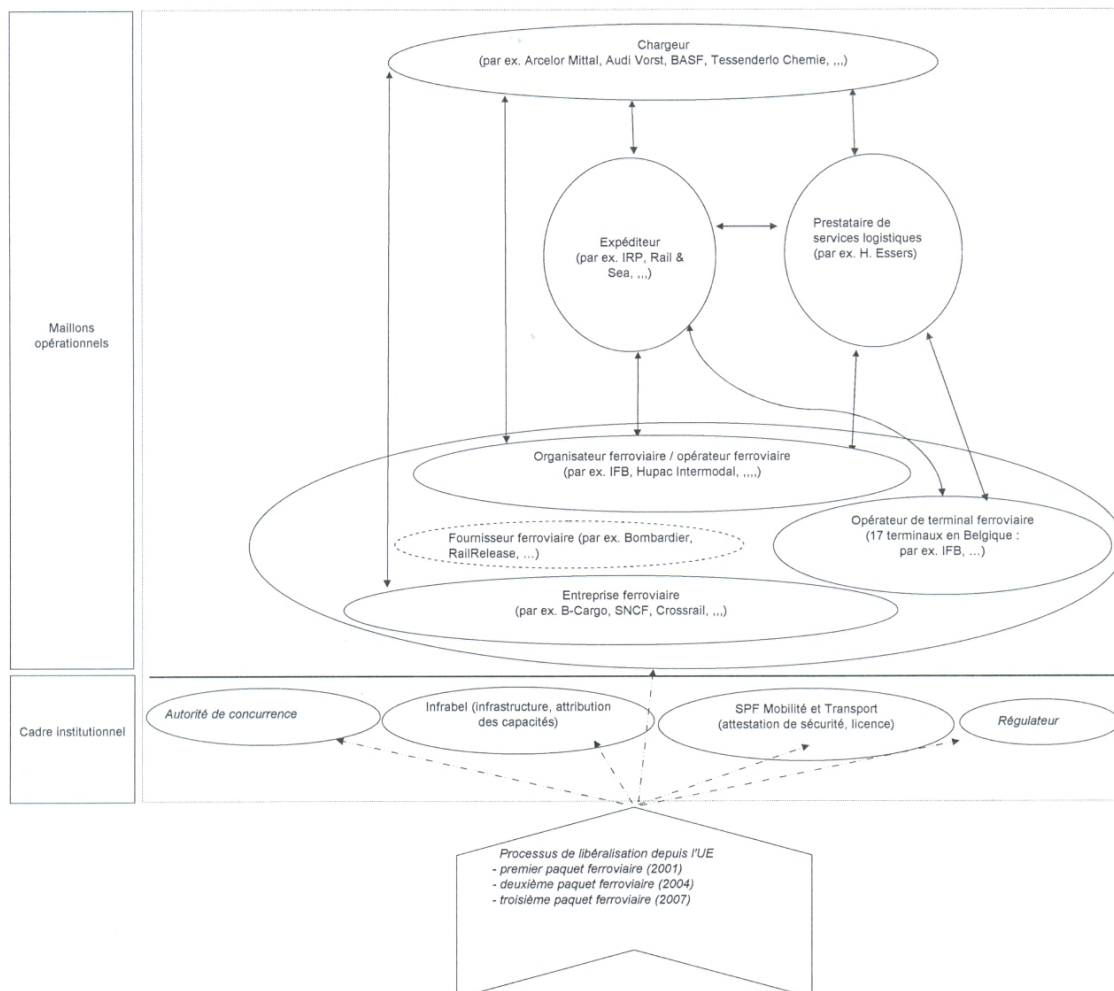 Chargeur
(par ex. Arcelor Mittal, Audi Vorst, BASF, Tessenderlo Chemie, ,,,)
Prestataire de
services logistiques
(par ex. H. Essers)
Expéditeur
(par ex. IRP, Rail &
Sea, ,,,)
Maillons
opérationnels
Organisateur ferroviaire / opérateur ferroviaire
(par ex. IFB, Hupac Intermodal, ,,,,)
Opérateur de terminal ferroviaire
(17 terminaux en Belgique :
par ex. IFB, ...)
Fournisseur ferroviaire (par ex. Bombardier,
RailRelease, ...)
Entreprise ferroviaire
(par ex. B-Cargo, SNCF, Crossrail, ,,,)
Cadre institutionnel
Autorité de concurrence
Infrabel (infrastructure, attribution
des capacités)
SPF Mobilité et Transport
(attestation de sécurité, licence)
Régulateur
Processus de libéralisation depuis l'UE
- premier paquet ferroviaire (2001)
- deuxième paquet ferroviaire (2004)
- troisième paquet ferroviaire (2007)